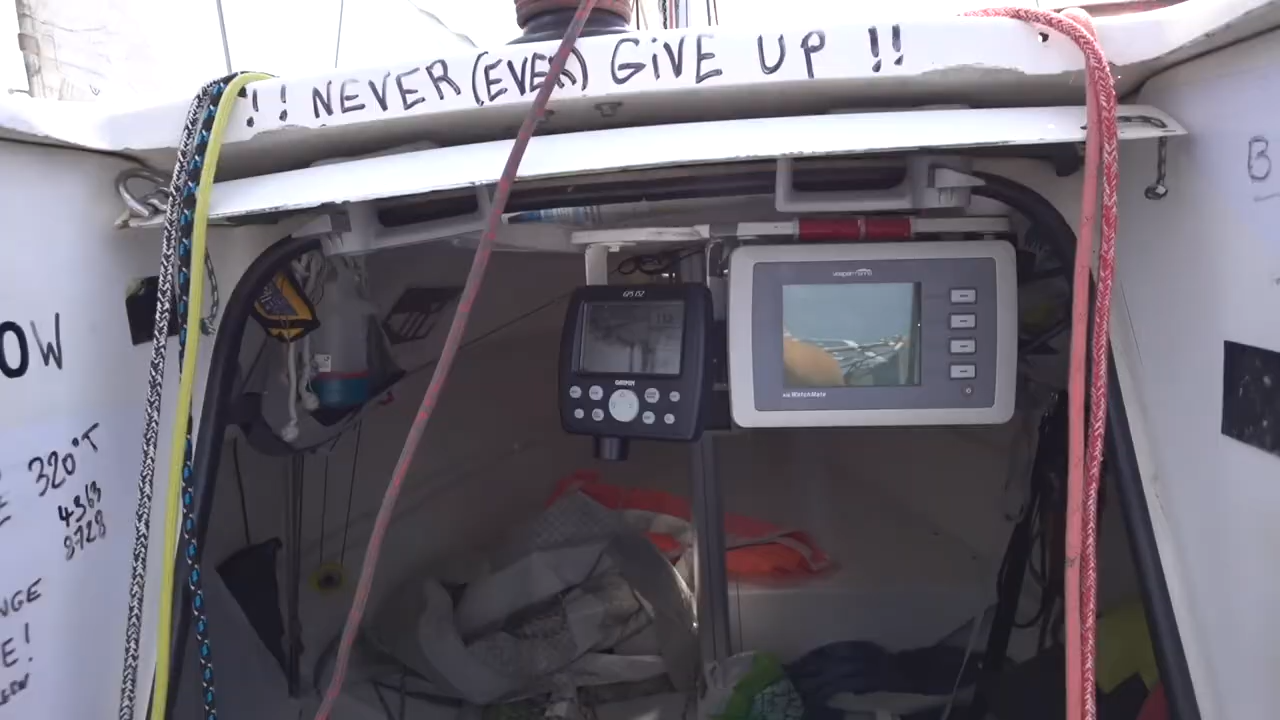 !! NEVER (EVER) GiVE UP !!
B
OW
GPS 152
GARMIN
WatchMate
320°T
4363
8728
NGE
E!